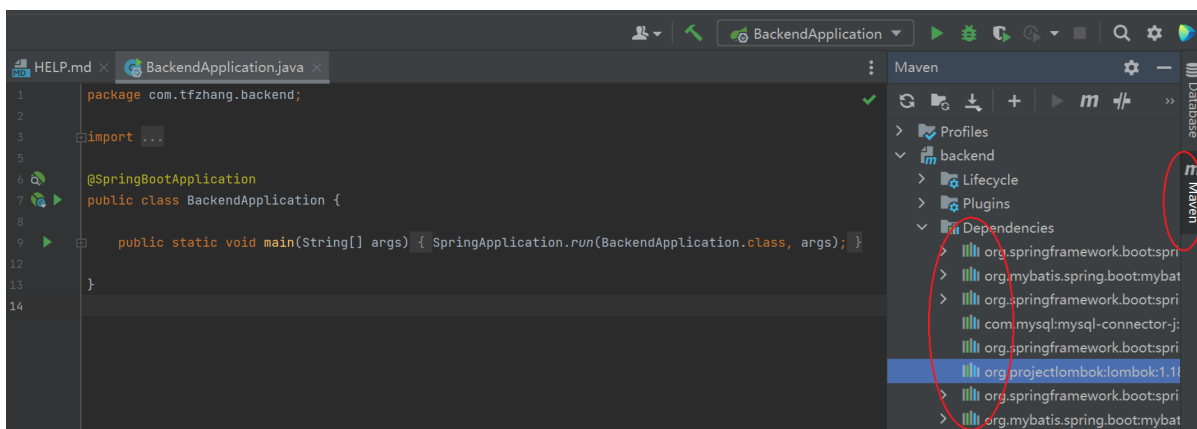 BackendApplication
HELP.md
BackendApplication.java
Maven
1 package com.tfzhang.backend;
2
3 import ...
5
6 @SpringBootApplication
7 public class BackendApplication {
8
9 public static void main(String[] args) { SpringApplication.run(BackendApplication.class, args); }
12
13 }
14
Profiles
backend
Lifecycle
Plugins
Dependencies
org.springframework.boot:spri
org.mybatis.spring.boot:mybat
org.springframework.boot:spri
com.mysql:mysql-connector-j:
org.springframework.boot:spri
org.projectlombok:lombok:1.18
org.springframework.boot:spri
org.mybatis.spring.boot:mybat
Database
m Maven